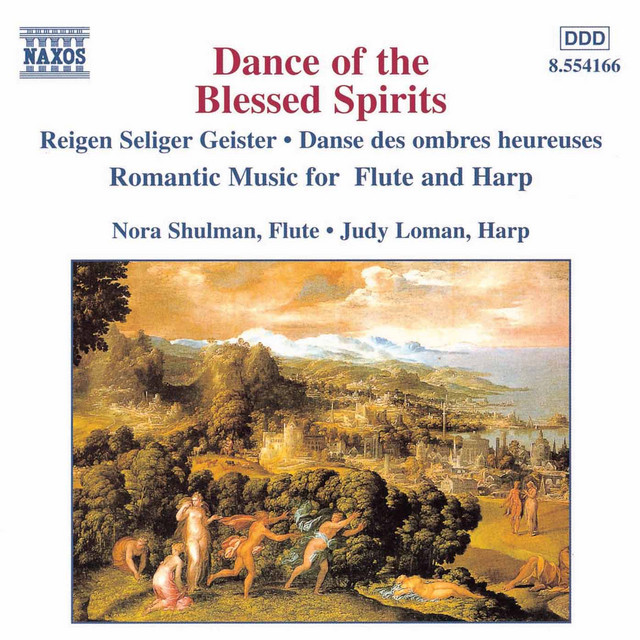 NAXOS
DDD
8.554166
Dance of the
Blessed Spirits
Reigen Seliger Geister • Danse des ombres heureuses
Romantic Music for Flute and Harp
Nora Shulman, Flute • Judy Loman, Harp